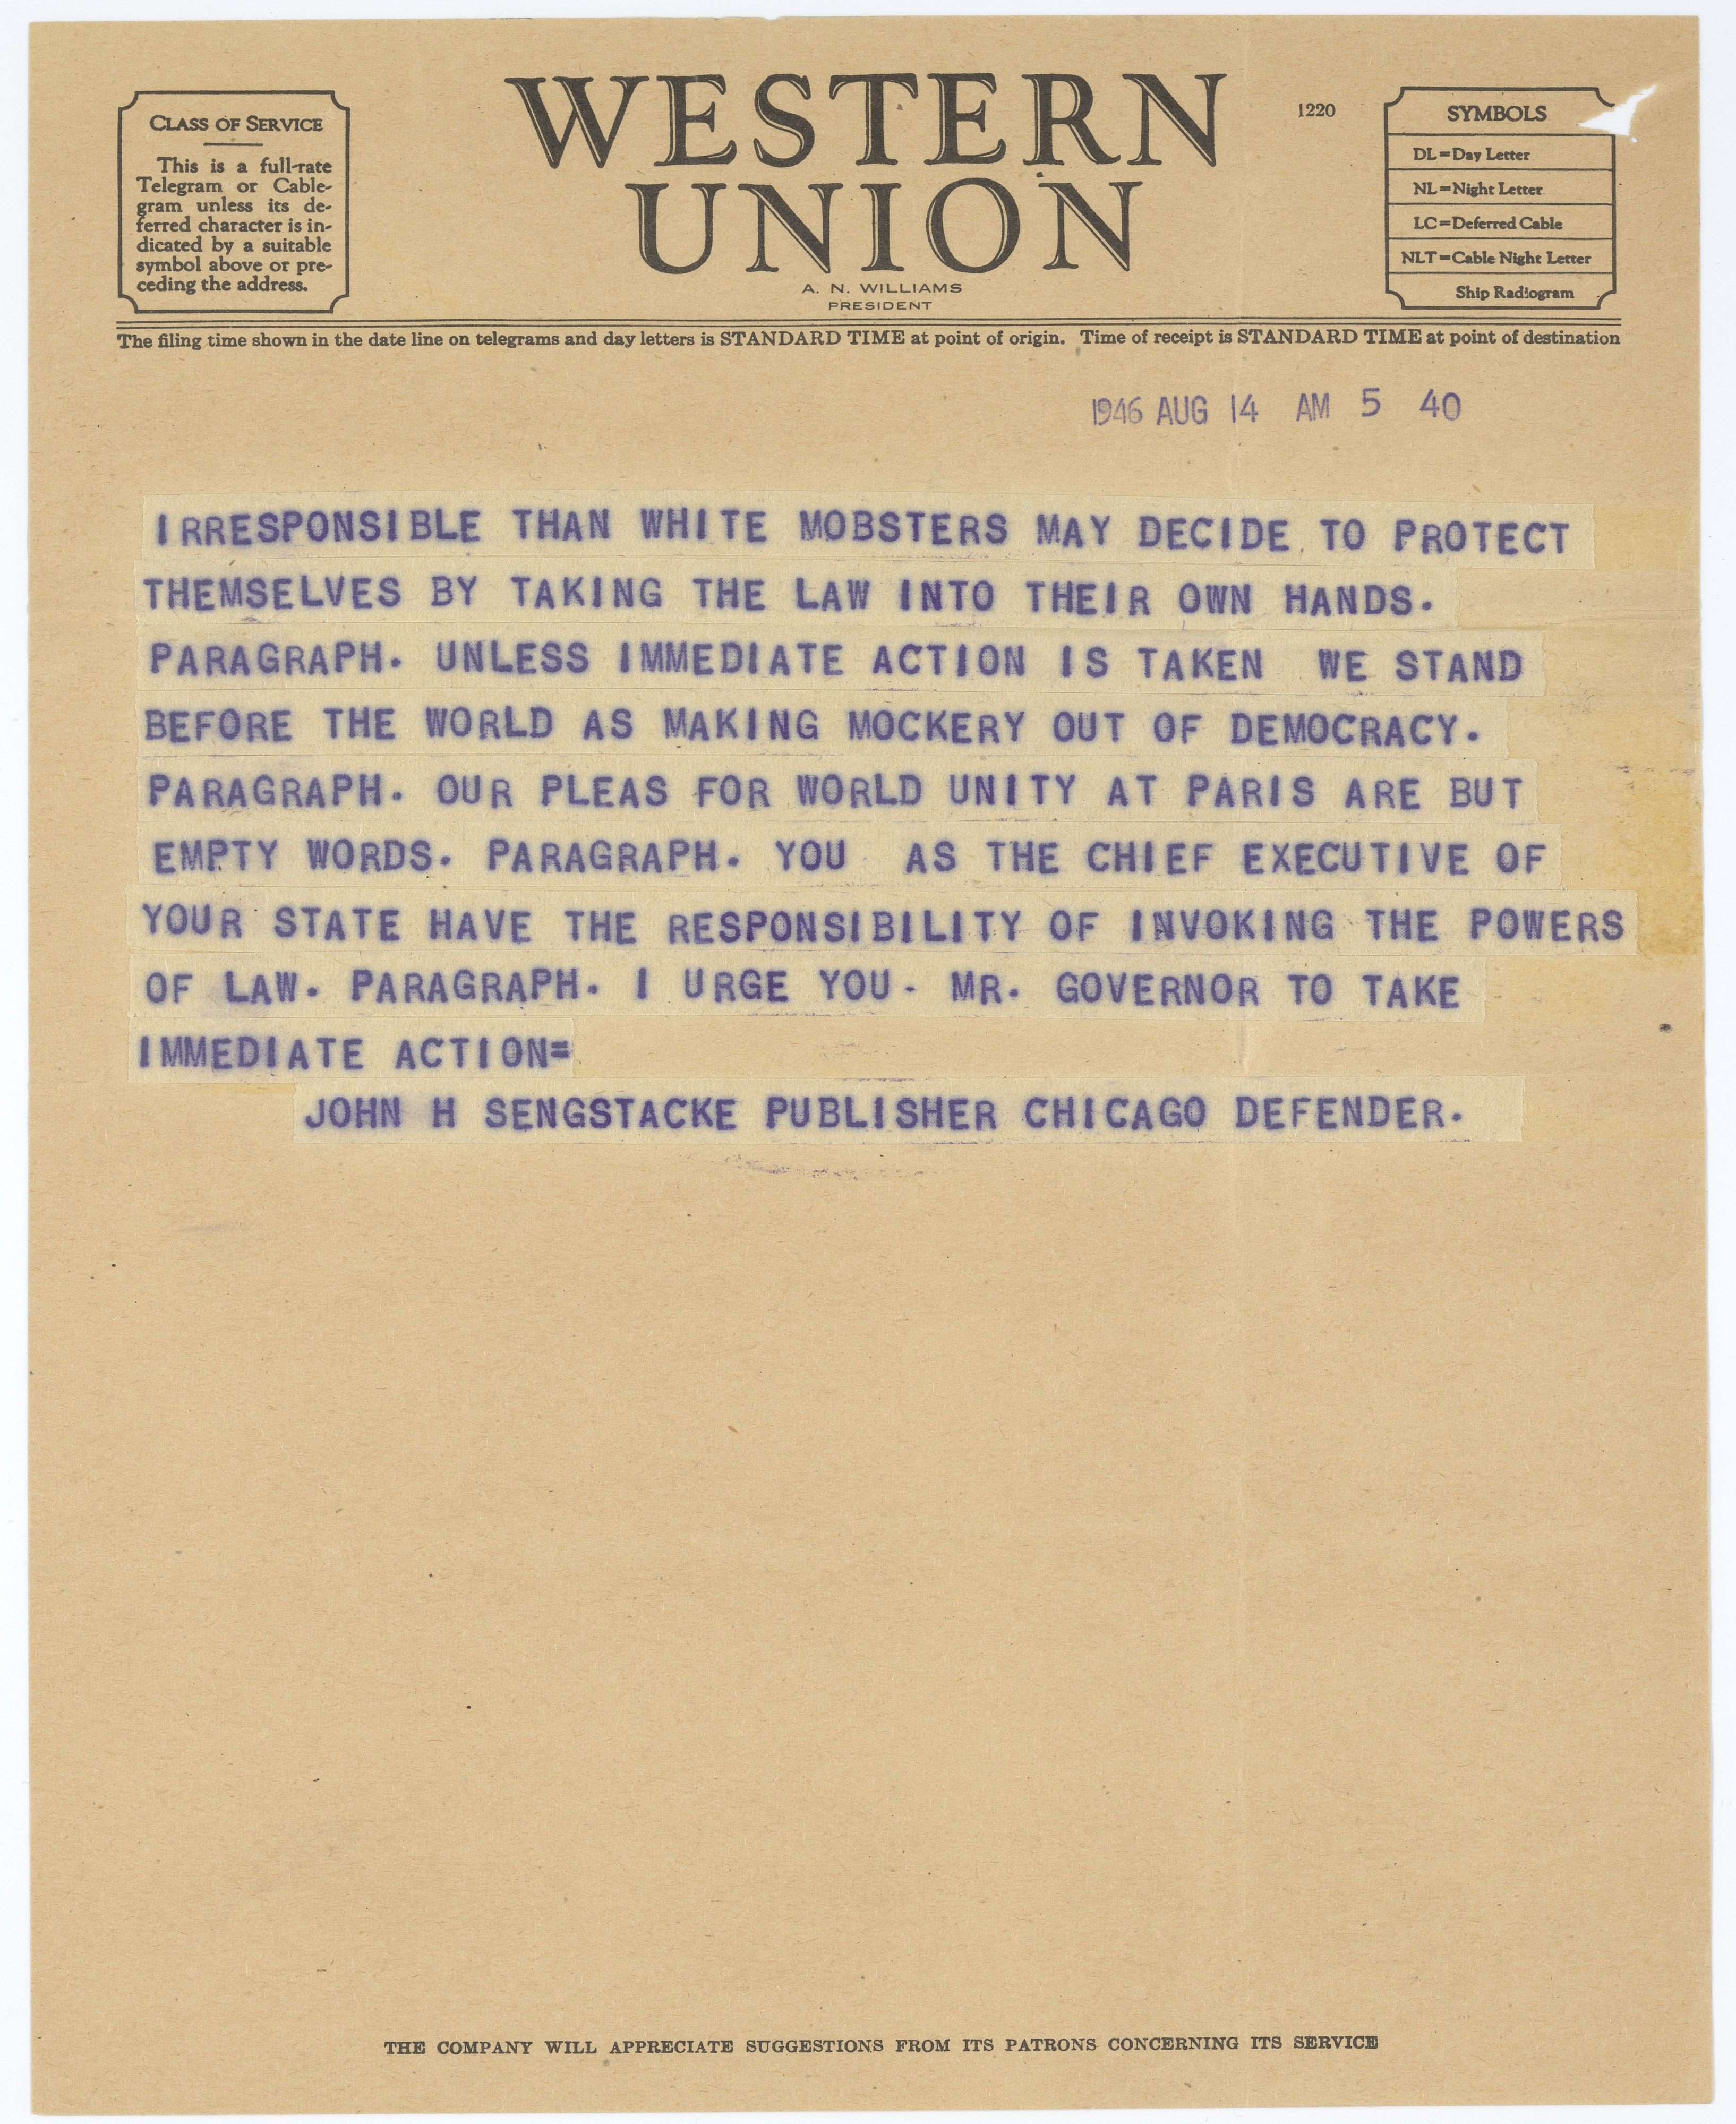 CLASS OF SERVICE
This is a full-rate
Telegram or Cable-
gram unless its de-
ferred character is in-
dicated by a suitable
symbol above or pre-
ceding the address.
WESTERN
UNION
A. N. WILLIAMS
PRESIDENT
1220
SYMBOLS
DL=Day Letter
NL=Night Letter
LC=Deferred Cable
NLT=Cable Night Letter
Ship Radiogram
The filing time shown in the date line on telegrams and day letters is STANDARD TIME at point of origin. Time of receipt is STANDARD TIME at point of destination
1946 AUG 14 AM 5 40
IRRESPONSIBLE THAN WHITE MOBSTERS MAY DECIDE TO PROTECT
THEMSELVES BY TAKING THE LAW INTO THEIR OWN HANDS.
PARAGRAPH. UNLESS IMMEDIATE ACTION IS TAKEN WE STAND
BEFORE THE WORLD AS MAKING MOCKERY OUT OF DEMOCRACY.
PARAGRAPH. OUR PLEAS FOR WORLD UNITY AT PARIS ARE BUT
EMPTY WORDS. PARAGRAPH. YOU AS THE CHIEF EXECUTIVE OF
YOUR STATE HAVE THE RESPONSIBILITY OF INVOKING THE POWERS
OF LAW. PARAGRAPH. I URGE YOU- MR. GOVERNOR TO TAKE
IMMEDIATE ACTION=
JOHN H SENGSTACKE PUBLISHER CHICAGO DEFENDER.
THE COMPANY WILL APPRECIATE SUGGESTIONS FROM ITS PATRONS CONCERNING ITS SERVICE